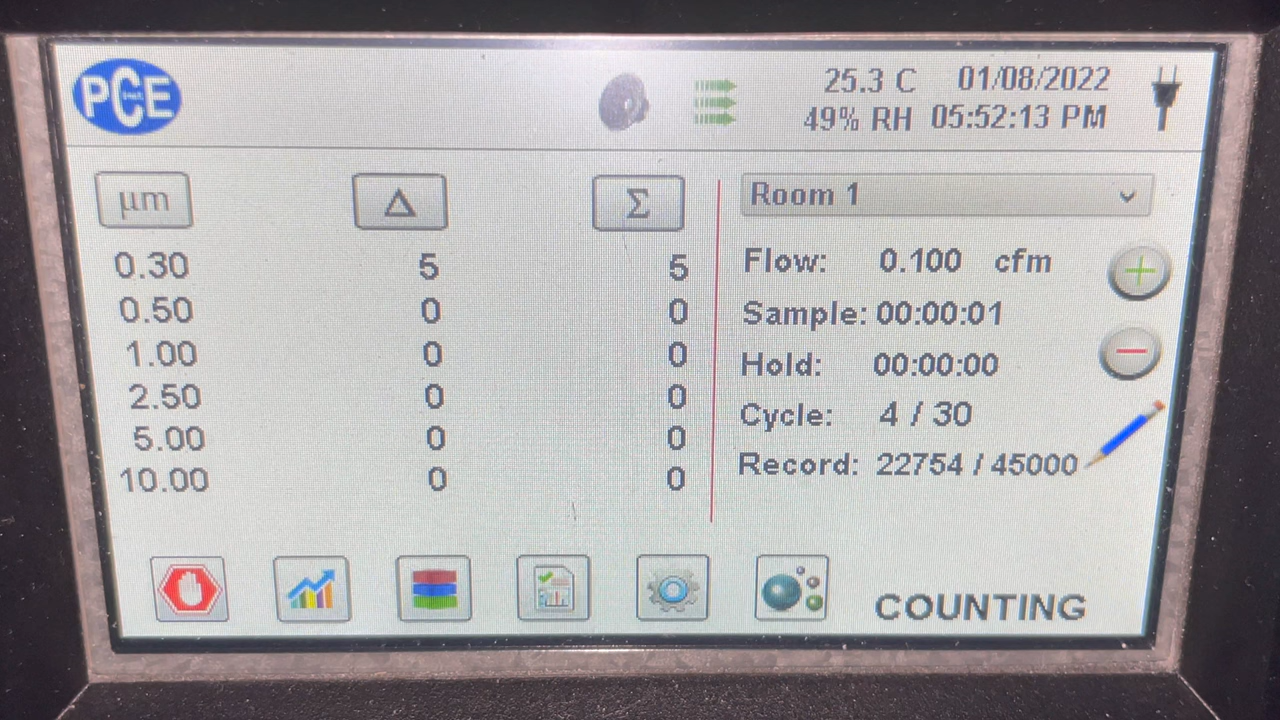 PCE
25.3 C 01/08/2022
49% RH 05:52:13 PM
μm Δ Σ
0.30 5 5
0.50 0 0
1.00 0 0
2.50 0 0
5.00 0 0
10.00 0 0
Room 1
Flow: 0.100 cfm
Sample: 00:00:01
Hold: 00:00:00
Cycle: 4 / 30
Record: 22754 / 45000
COUNTING